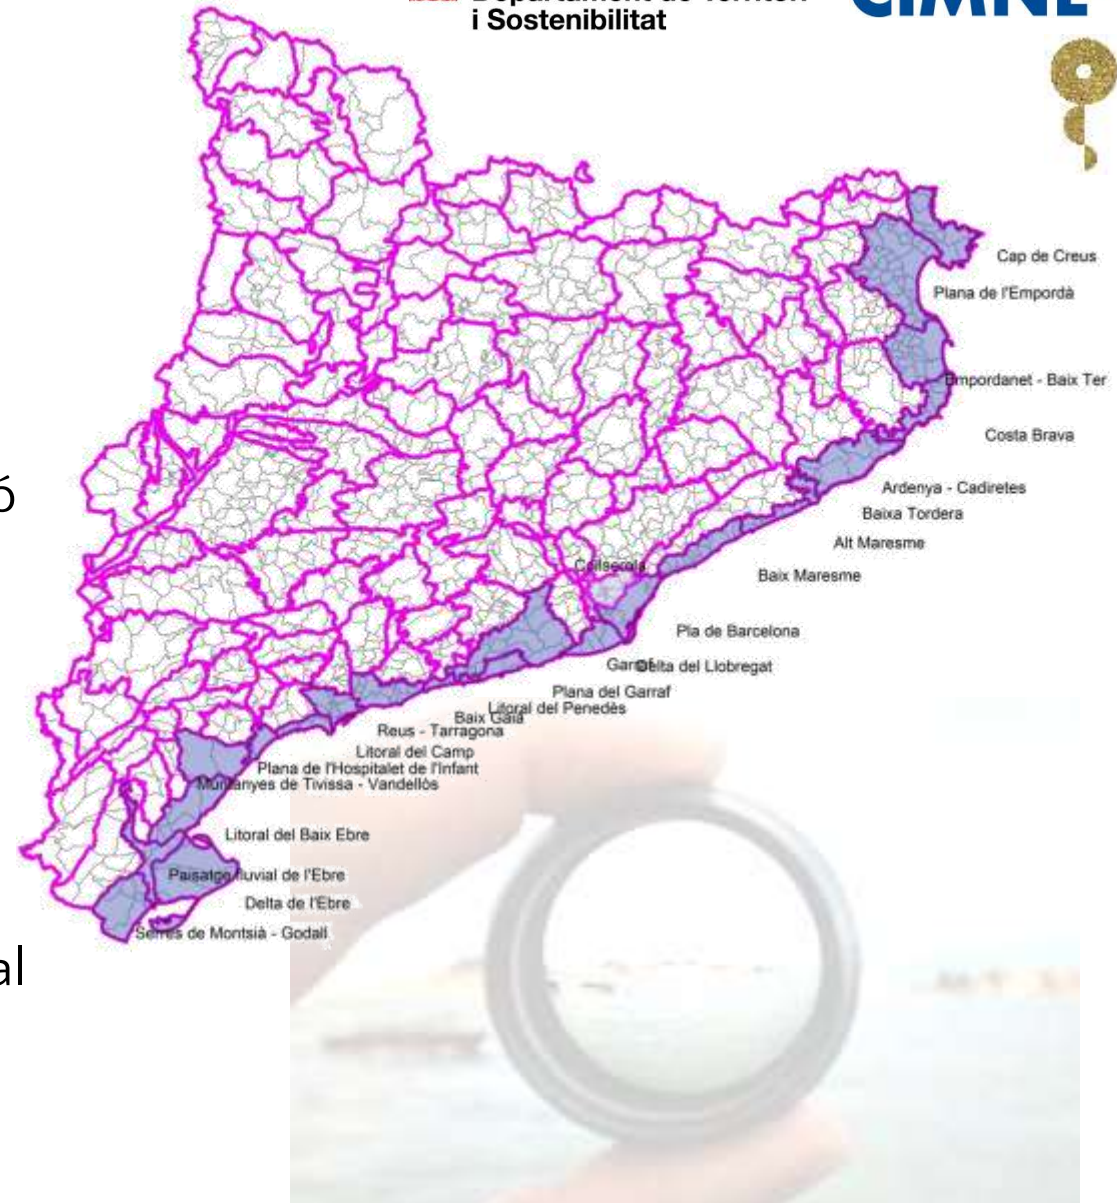 i Sostenibilitat
Cap de Creus
Plana de l'Empordà
Empordanet - Baix Ter
Costa Brava
ó
Ardenya - Cadiretes
Baixa Tordera
Alt Maresme
Collserola
Baix Maresme
Pla de Barcelona
Garraf
Delta del Llobregat
Plana del Garraf
Litoral del Penedès
Baix Gaià
Reus - Tarragona
Litoral del Camp
Plana de l'Hospitalet de l'Infant
Muntanyes de Tivissa - Vandellòs
Litoral del Baix Ebre
Paisatge fluvial de l'Ebre
Delta de l'Ebre
Serres de Montsià - Godall
al